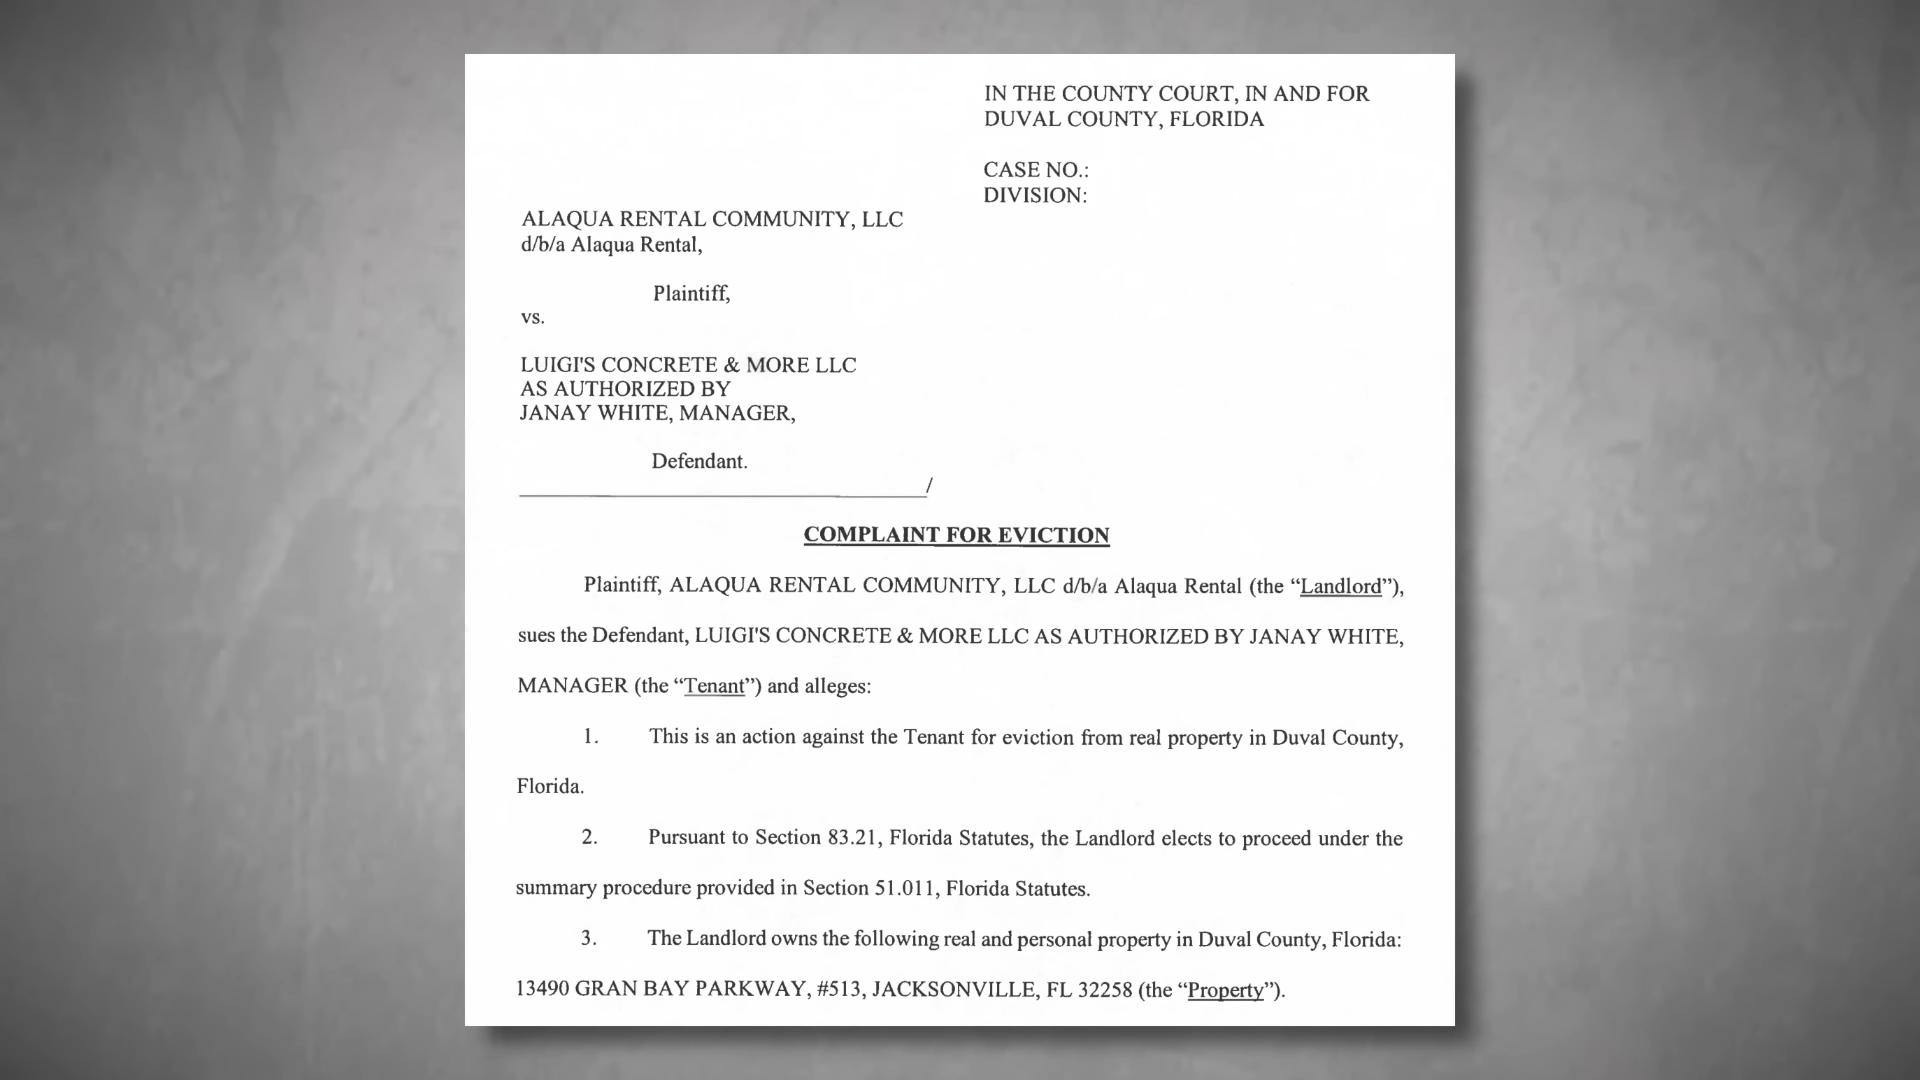 IN THE COUNTY COURT, IN AND FOR
DUVAL COUNTY, FLORIDA
CASE NO.:
DIVISION:
ALAQUA RENTAL COMMUNITY, LLC
d/b/a Alaqua Rental,
Plaintiff,
vs.
LUIGI'S CONCRETE & MORE LLC
AS AUTHORIZED BY
JANAY WHITE, MANAGER,
Defendant.
/
COMPLAINT FOR EVICTION
Plaintiff, ALAQUA RENTAL COMMUNITY, LLC d/b/a Alaqua Rental (the “Landlord”),
sues the Defendant, LUIGI'S CONCRETE & MORE LLC AS AUTHORIZED BY JANAY WHITE,
MANAGER (the “Tenant”) and alleges:
1. This is an action against the Tenant for eviction from real property in Duval County,
Florida.
2. Pursuant to Section 83.21, Florida Statutes, the Landlord elects to proceed under the
summary procedure provided in Section 51.011, Florida Statutes.
3. The Landlord owns the following real and personal property in Duval County, Florida:
13490 GRAN BAY PARKWAY, #513, JACKSONVILLE, FL 32258 (the “Property”).